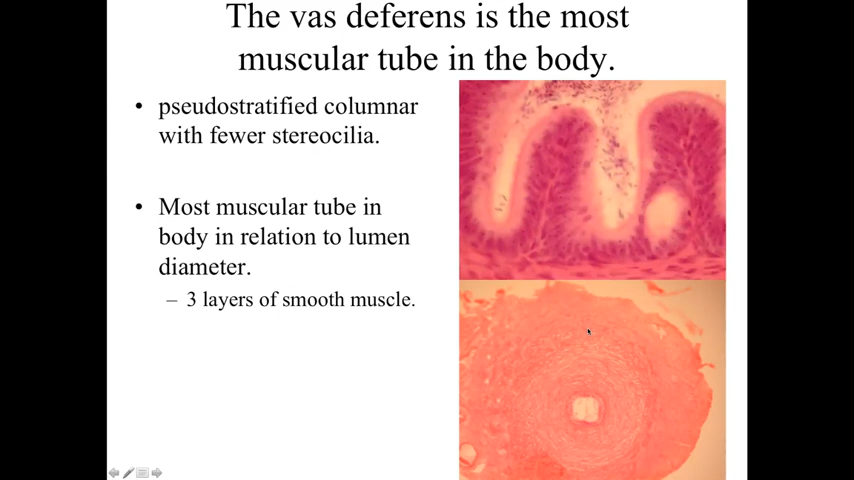 The vas deferens is the most
muscular tube in the body.
• pseudostratified columnar
with fewer stereocilia.
• Most muscular tube in
body in relation to lumen
diameter.
– 3 layers of smooth muscle.